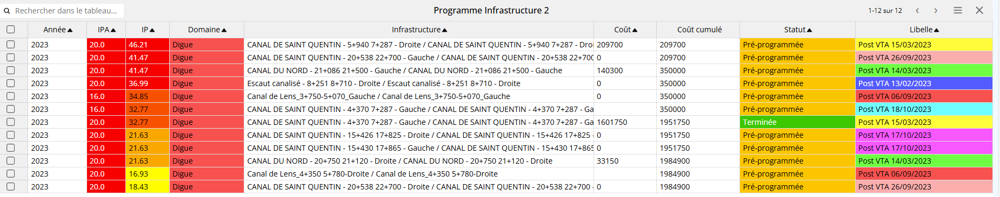 Rechercher dans le tableau... Programme Infrastructure 2 1-12 sur 12
Année IPA IP Domaine Infrastructure Coût Coût cumulé Statut Libelle
2023 20.0 46.21 Digue CANAL DE SAINT QUENTIN - 5+940 7+287 - Droite / CANAL DE SAINT QUENTIN - 5+940 7+287 - Droi 209700 209700 Pré-programmée Post VTA 15/03/2023
2023 20.0 41.47 Digue CANAL DE SAINT QUENTIN - 20+538 22+700 - Gauche / CANAL DE SAINT QUENTIN - 20+538 22+700 0 209700 Pré-programmée Post VTA 26/09/2023
2023 20.0 41.47 Digue CANAL DU NORD - 21+086 21+500 - Gauche / CANAL DU NORD - 21+086 21+500 - Gauche 140300 350000 Pré-programmée Post VTA 14/03/2023
2023 20.0 36.99 Digue Escaut canalisé - 8+251 8+710 - Droite / Escaut canalisé - 8+251 8+710 - Droite 0 350000 Pré-programmée Post VTA 13/02/2023
2023 16.0 34.85 Digue Canal de Lens_3+750-5+070_Gauche / Canal de Lens_3+750-5+070_Gauche 0 350000 Pré-programmée Post VTA 06/09/2023
2023 16.0 32.77 Digue CANAL DE SAINT QUENTIN - 4+370 7+287 - Gauche / CANAL DE SAINT QUENTIN - 4+370 7+287 - Ga 350000 Pré-programmée Post VTA 18/10/2023
2023 20.0 32.77 Digue CANAL DE SAINT QUENTIN - 4+370 7+287 - Gauche / CANAL DE SAINT QUENTIN - 4+370 7+287 - Ga 1601750 1951750 Terminée Post VTA 15/03/2023
2023 20.0 21.63 Digue CANAL DE SAINT QUENTIN - 15+426 17+825 - Droite / CANAL DE SAINT QUENTIN - 15+426 17+825 - 0 1951750 Pré-programmée Post VTA 17/10/2023
2023 20.0 21.63 Digue CANAL DE SAINT QUENTIN - 15+430 17+865 - Gauche / CANAL DE SAINT QUENTIN - 15+430 17+865 0 1951750 Pré-programmée Post VTA 17/10/2023
2023 20.0 21.63 Digue CANAL DU NORD - 20+750 21+120 - Droite / CANAL DU NORD - 20+750 21+120 - Droite 33150 1984900 Pré-programmée Post VTA 14/03/2023
2023 20.0 16.93 Digue Canal de Lens_4+350 5+780-Droite / Canal de Lens_4+350 5+780-Droite 1984900 Pré-programmée Post VTA 06/09/2023
2023 20.0 18.43 Digue CANAL DE SAINT QUENTIN - 20+538 22+700 - Droite / CANAL DE SAINT QUENTIN - 20+538 22+700 - 0 1984900 Pré-programmée Post VTA 26/09/2023